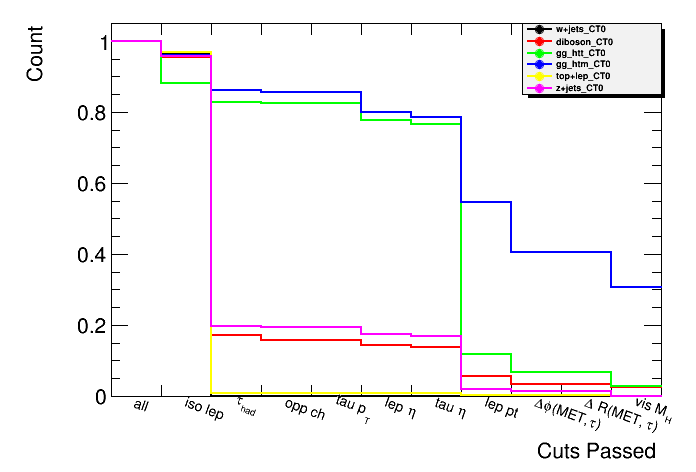 Count
1
0.8
0.6
0.4
0.2
0
w+jets_CT0
diboson_CT0
gg_htt_CT0
gg_htm_CT0
top+lep_CT0
z+jets_CT0
all
iso lep
τhad
opp ch
tau pT
lep η
tau η
lep pt
Δφ(MET,τ)
Δ R(MET, τ)
vis MH
Cuts Passed